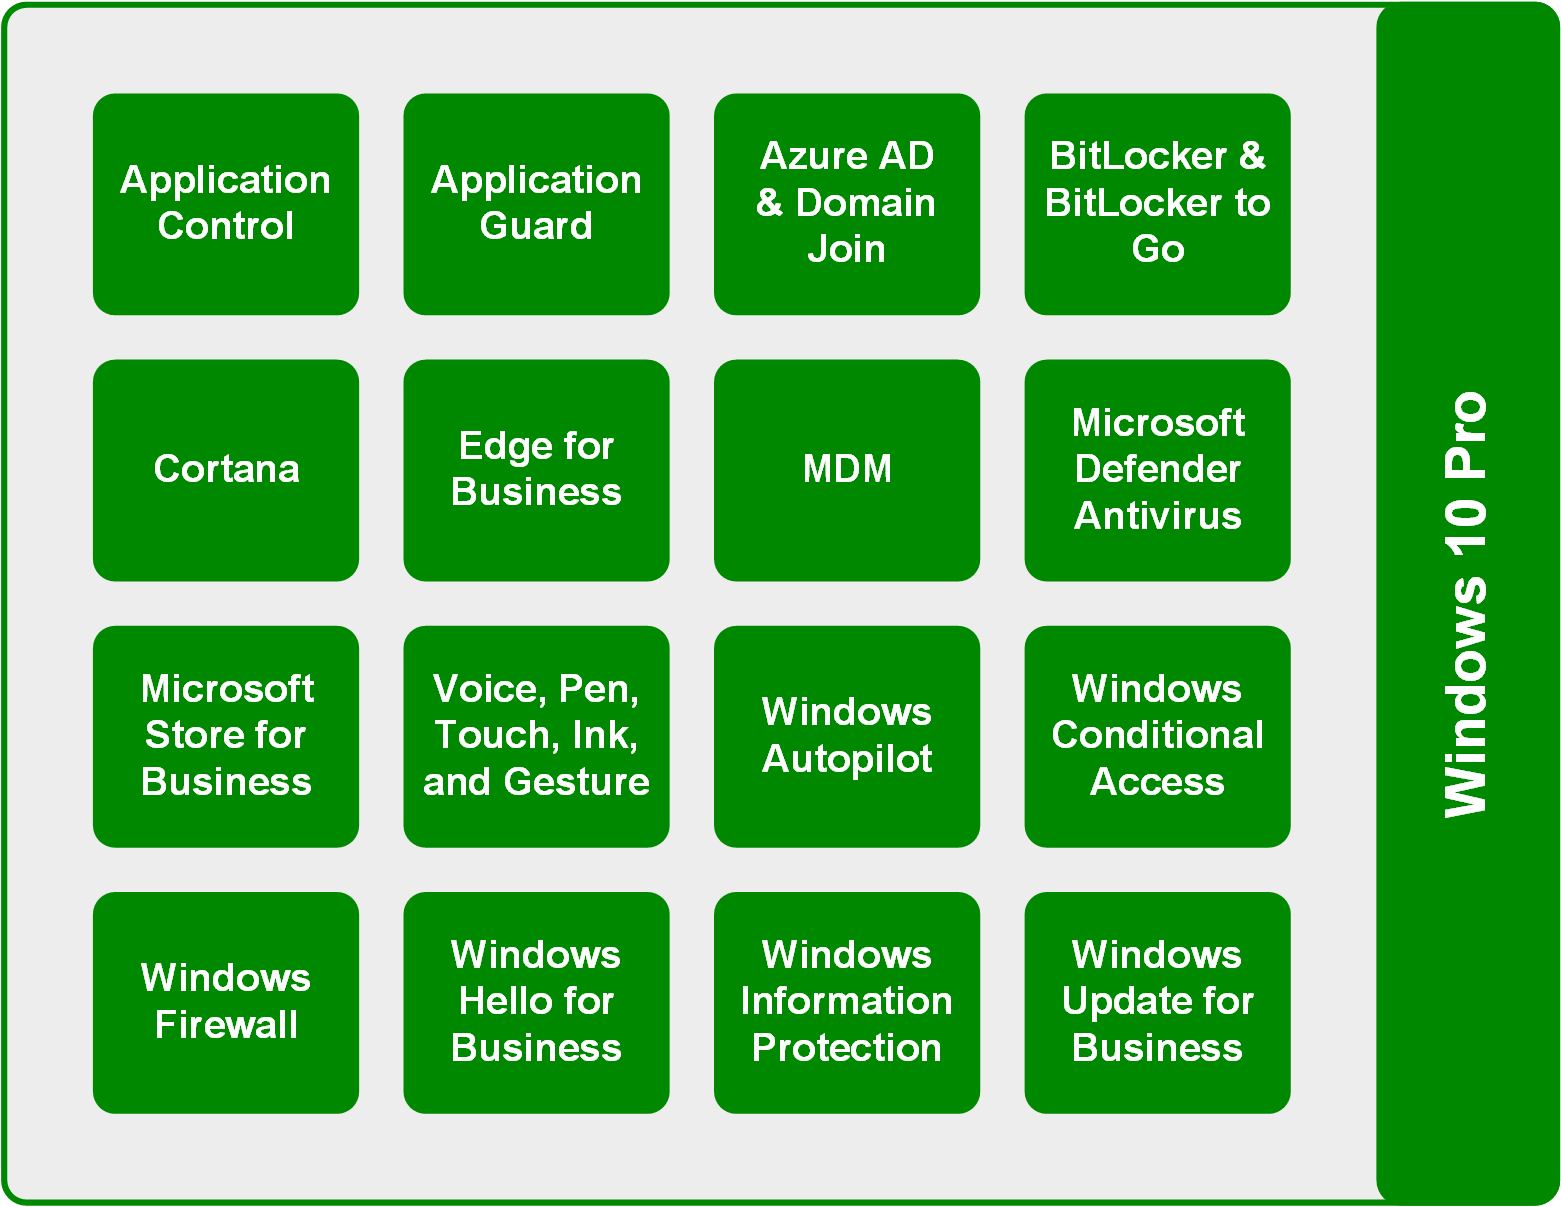 Application
Control
Application
Guard
Azure AD
& Domain
Join
BitLocker &
BitLocker to
Go
Cortana
Edge for
Business
MDM
Microsoft
Defender
Antivirus
Microsoft
Store for
Business
Voice, Pen,
Touch, Ink,
and Gesture
Windows
Autopilot
Windows
Conditional
Access
Windows
Firewall
Windows
Hello for
Business
Windows
Information
Protection
Windows
Update for
Business
Windows 10 Pro